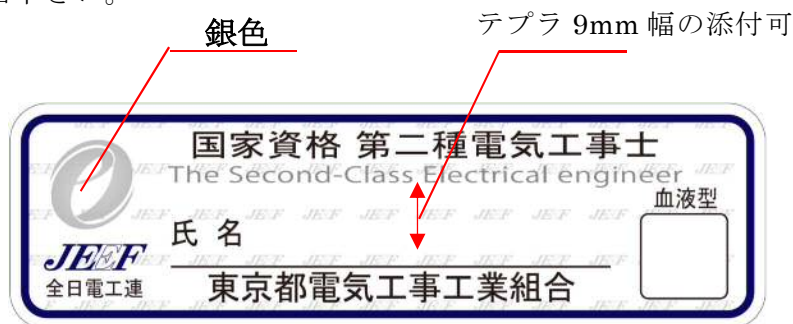 銀色
テプラ 9mm 幅の添付可
国家資格 第二種電気工事士
The Second-Class Electrical engineer
血液型
氏 名
JEEF
全日電工連
東京都電気工事工業組合